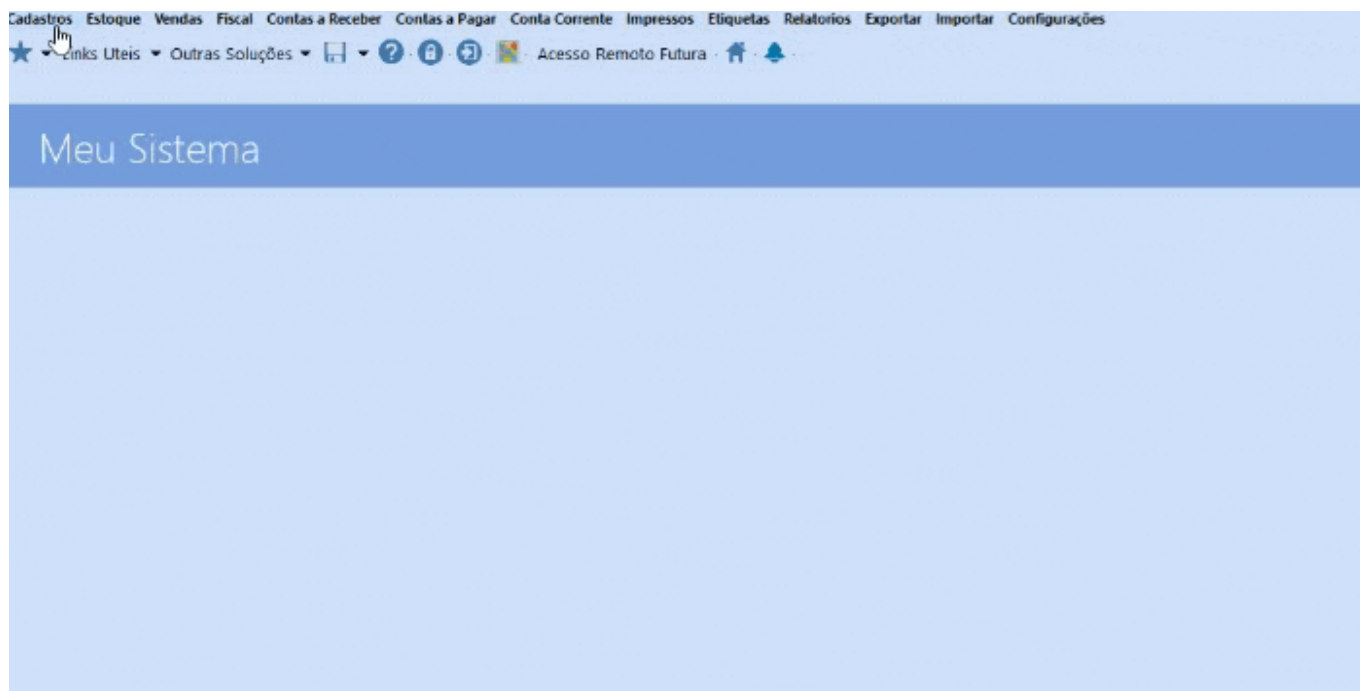 Cadastros Estoque Vendas Fiscal Contas a Receber Contas a Pagar Conta Corrente Impressos Etiquetas Relatorios Exportar Importar Configurações
Links Uteis Outras Soluções Acesso Remoto Futura
Meu Sistema